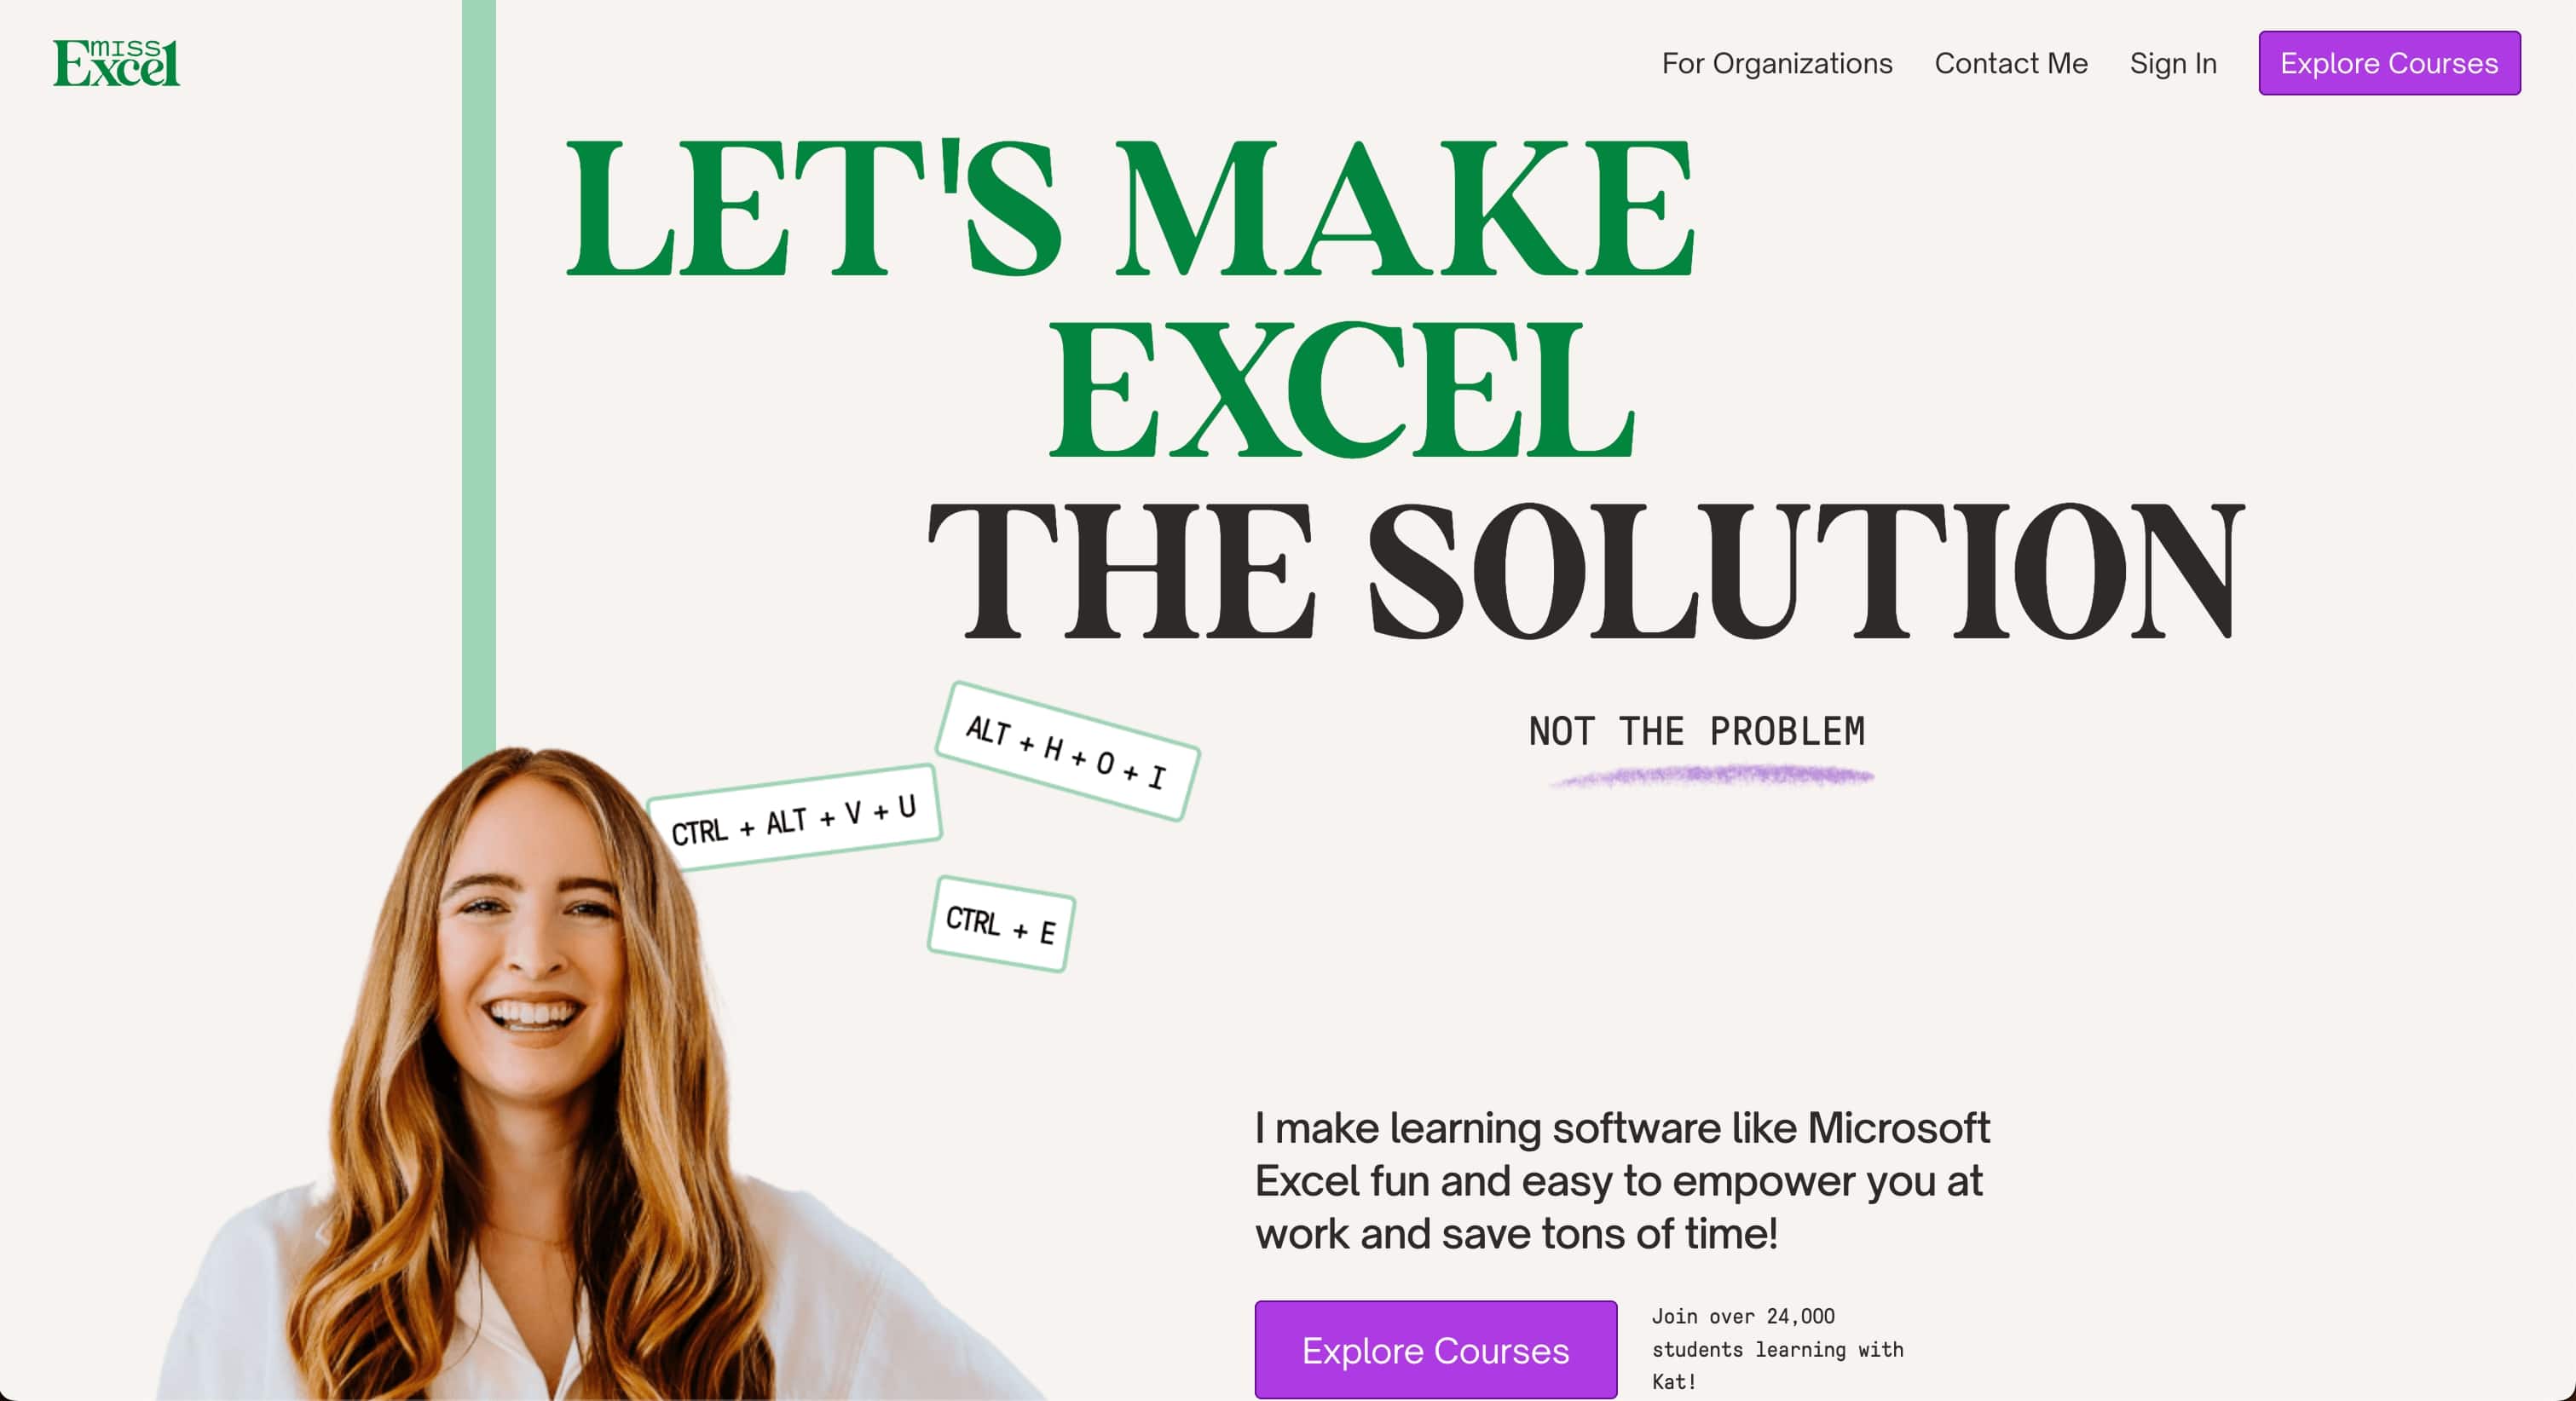 MISS
Excel
For Organizations
Contact Me
Sign In
Explore Courses
LET'S MAKE
EXCEL
THE SOLUTION
NOT THE PROBLEM
ALT + H + O + I
CTRL + ALT + V + U
CTRL + E
I make learning software like Microsoft
Excel fun and easy to empower you at
work and save tons of time!
Explore Courses
Join over 24,000
students learning with
Kat!